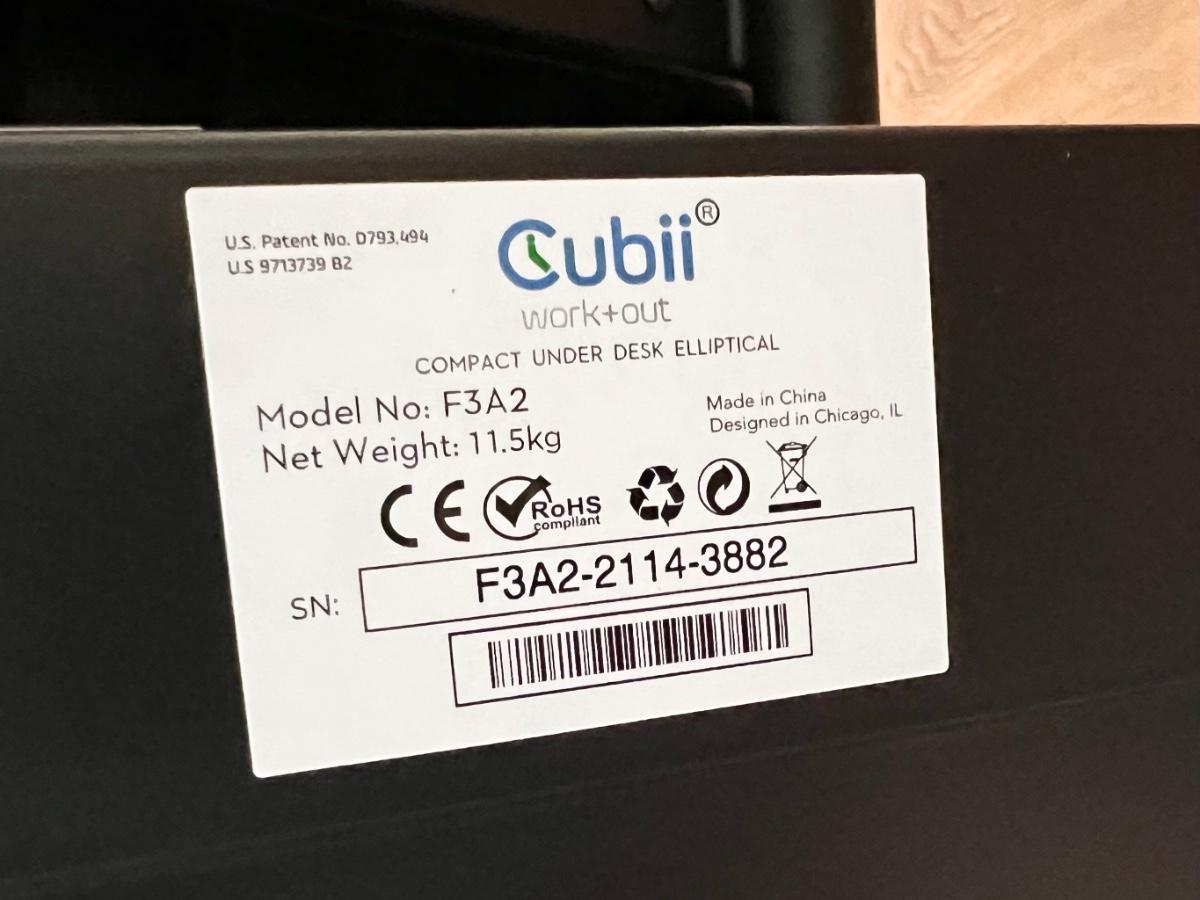 U.S. Patent No. D793,494
U.S 9713739 B2
Cubii®
work+out
COMPACT UNDER DESK ELLIPTICAL
Model No: F3A2
Net Weight: 11.5kg
Made in China
Designed in Chicago, IL
CE
RoHS
compliant
SN:
F3A2-2114-3882